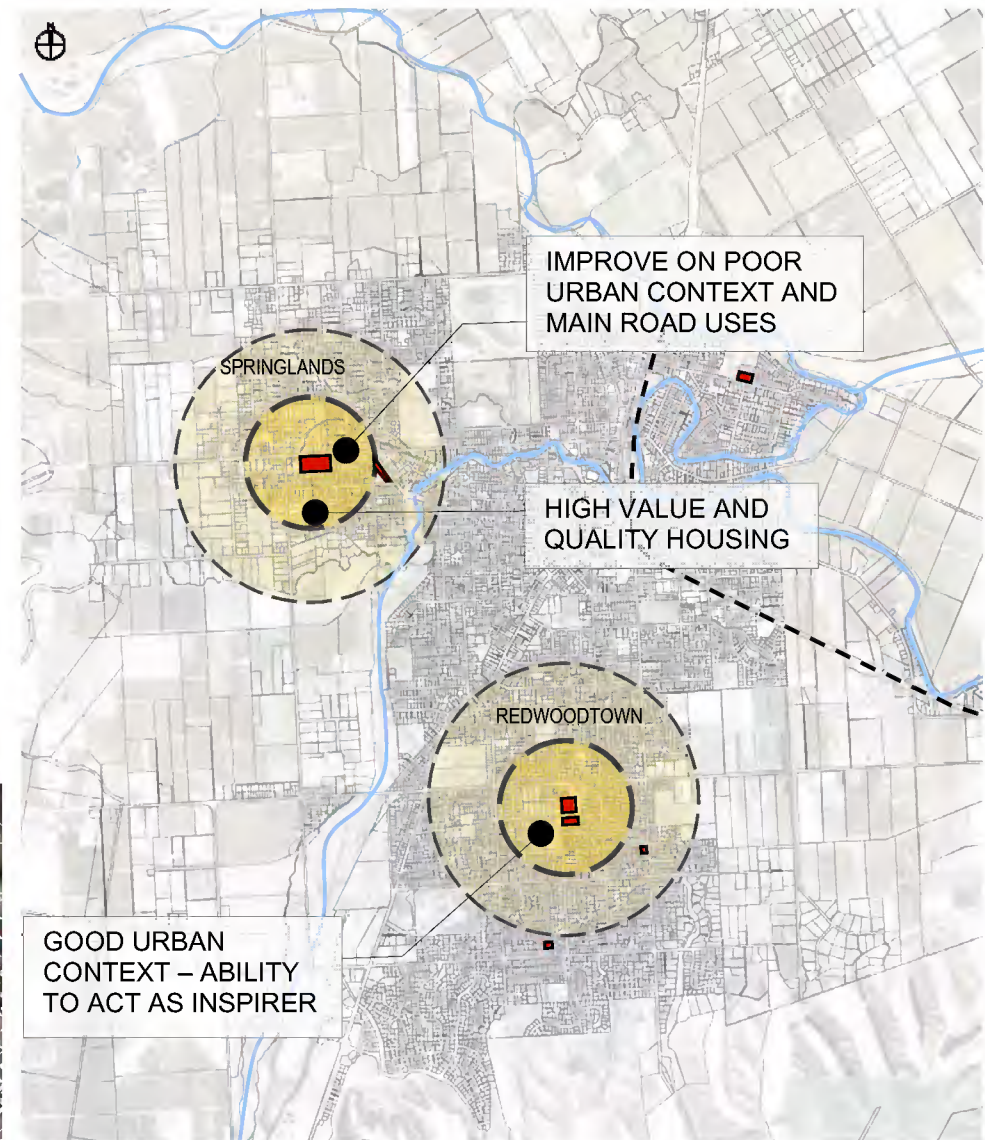 N
IMPROVE ON POOR
URBAN CONTEXT AND
MAIN ROAD USES
SPRINGLANDS
HIGH VALUE AND
QUALITY HOUSING
REDWOODTOWN
GOOD URBAN
CONTEXT – ABILITY
TO ACT AS INSPIRER